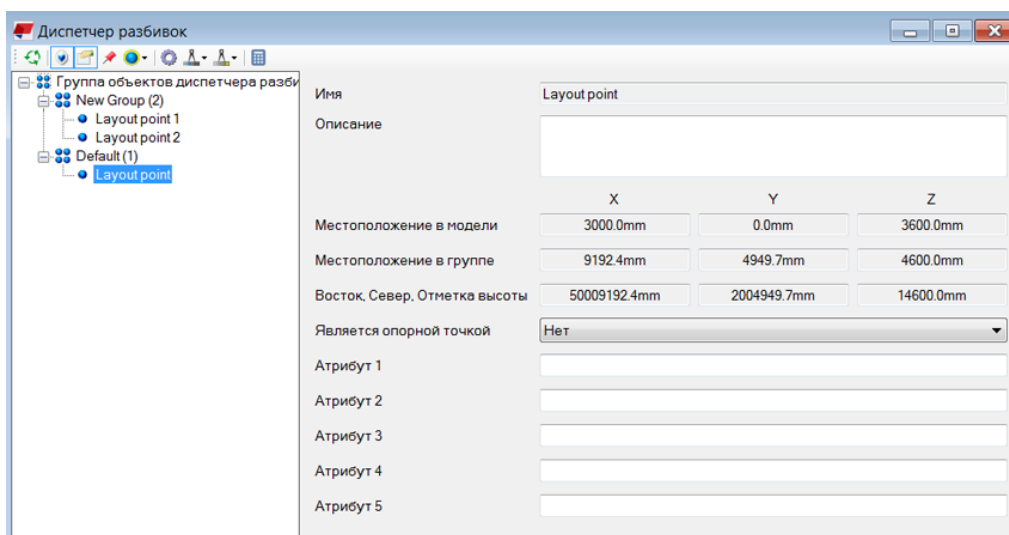 Диспетчер разбивок
Группа объектов диспетчера разби
New Group (2)
Layout point 1
Layout point 2
Default (1)
Layout point
Имя Layout point
Описание
X Y Z
Местоположение в модели 3000.0mm 0.0mm 3600.0mm
Местоположение в группе 9192.4mm 4949.7mm 4600.0mm
Восток, Север, Отметка высоты 50009192.4mm 2004949.7mm 14600.0mm
Является опорной точкой Нет
Атрибут 1
Атрибут 2
Атрибут 3
Атрибут 4
Атрибут 5